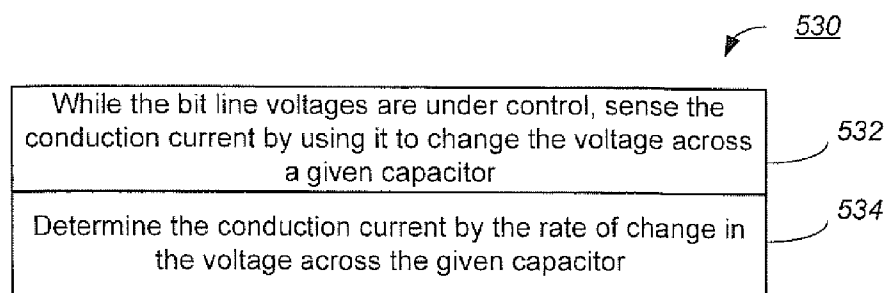 530
While the bit line voltages are under control, sense the
conduction current by using it to change the voltage across
a given capacitor
532
Determine the conduction current by the rate of change in
the voltage across the given capacitor
534